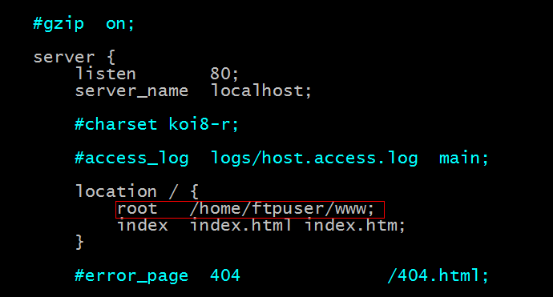 #gzip  on;
server {
listen       80;
server_name  localhost;
#charset koi8-r;
#access_log  logs/host.access.log  main;
location / {
root   /home/ftpuser/www;
index  index.html index.htm;
}
#error_page  404              /404.html;